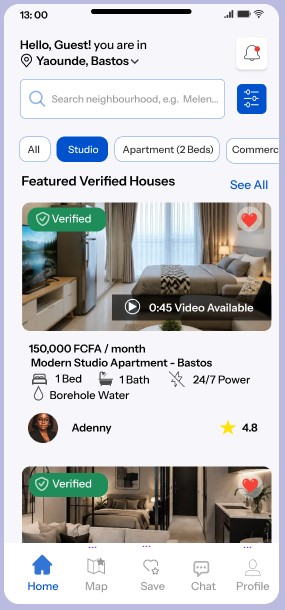 13: 00
Hello, Guest! you are in
Yaounde, Bastos
Search neighbourhood, e.g. Melen...
All
Studio
Apartment (2 Beds)
Commerc
Featured Verified Houses
See All
Verified
0:45 Video Available
150,000 FCFA / month
Modern Studio Apartment - Bastos
1 Bed
1 Bath
24/7 Power
Borehole Water
Adenny
4.8
Verified
Home
Map
Save
Chat
Profile